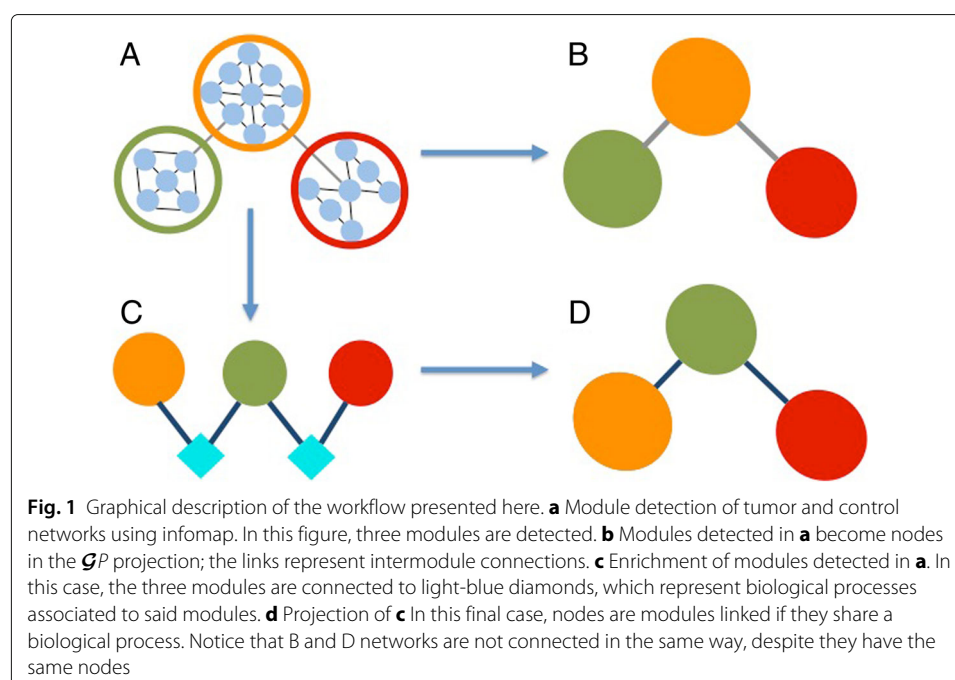 A
B
C
D
Fig. 1 Graphical description of the workflow presented here. a Module detection of tumor and control
networks using infomap. In this figure, three modules are detected. b Modules detected in a become nodes
in the 𝓖P projection; the links represent intermodule connections. c Enrichment of modules detected in a. In
this case, the three modules are connected to light-blue diamonds, which represent biological processes
associated to said modules. d Projection of c In this final case, nodes are modules linked if they share a
biological process. Notice that B and D networks are not connected in the same way, despite they have the
same nodes